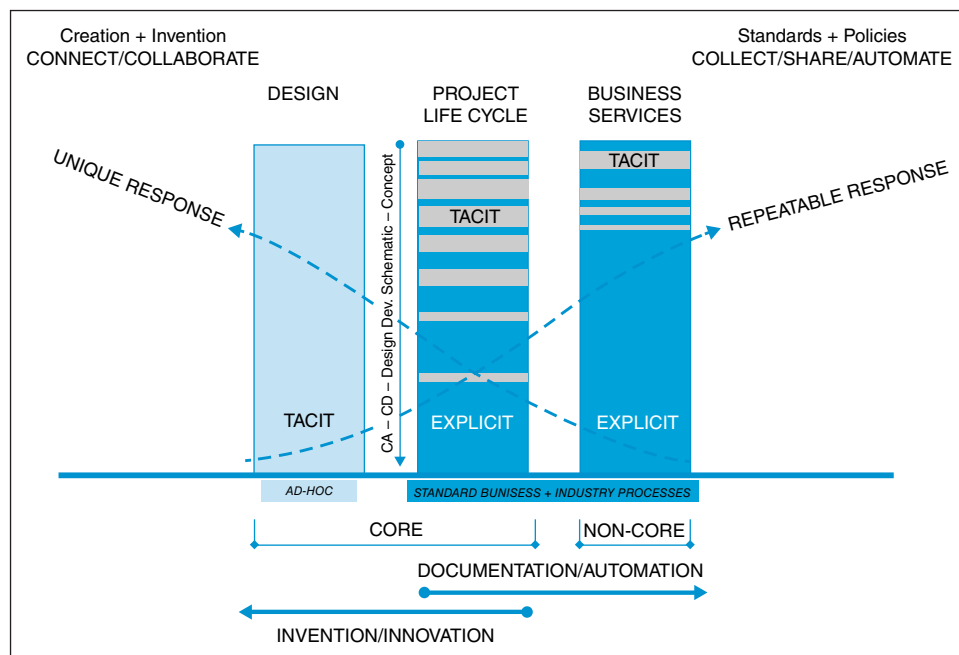 Creation + Invention
CONNECT/COLLABORATE
Standards + Policies
COLLECT/SHARE/AUTOMATE
DESIGN
PROJECT
LIFE CYCLE
BUSINESS
SERVICES
UNIQUE RESPONSE
REPEATABLE RESPONSE
CA – CD – Design Dev. Schematic – Concept
TACIT
TACIT
TACIT
EXPLICIT
EXPLICIT
AD-HOC
STANDARD BUNISESS + INDUSTRY PROCESSES
CORE
NON-CORE
DOCUMENTATION/AUTOMATION
INVENTION/INNOVATION